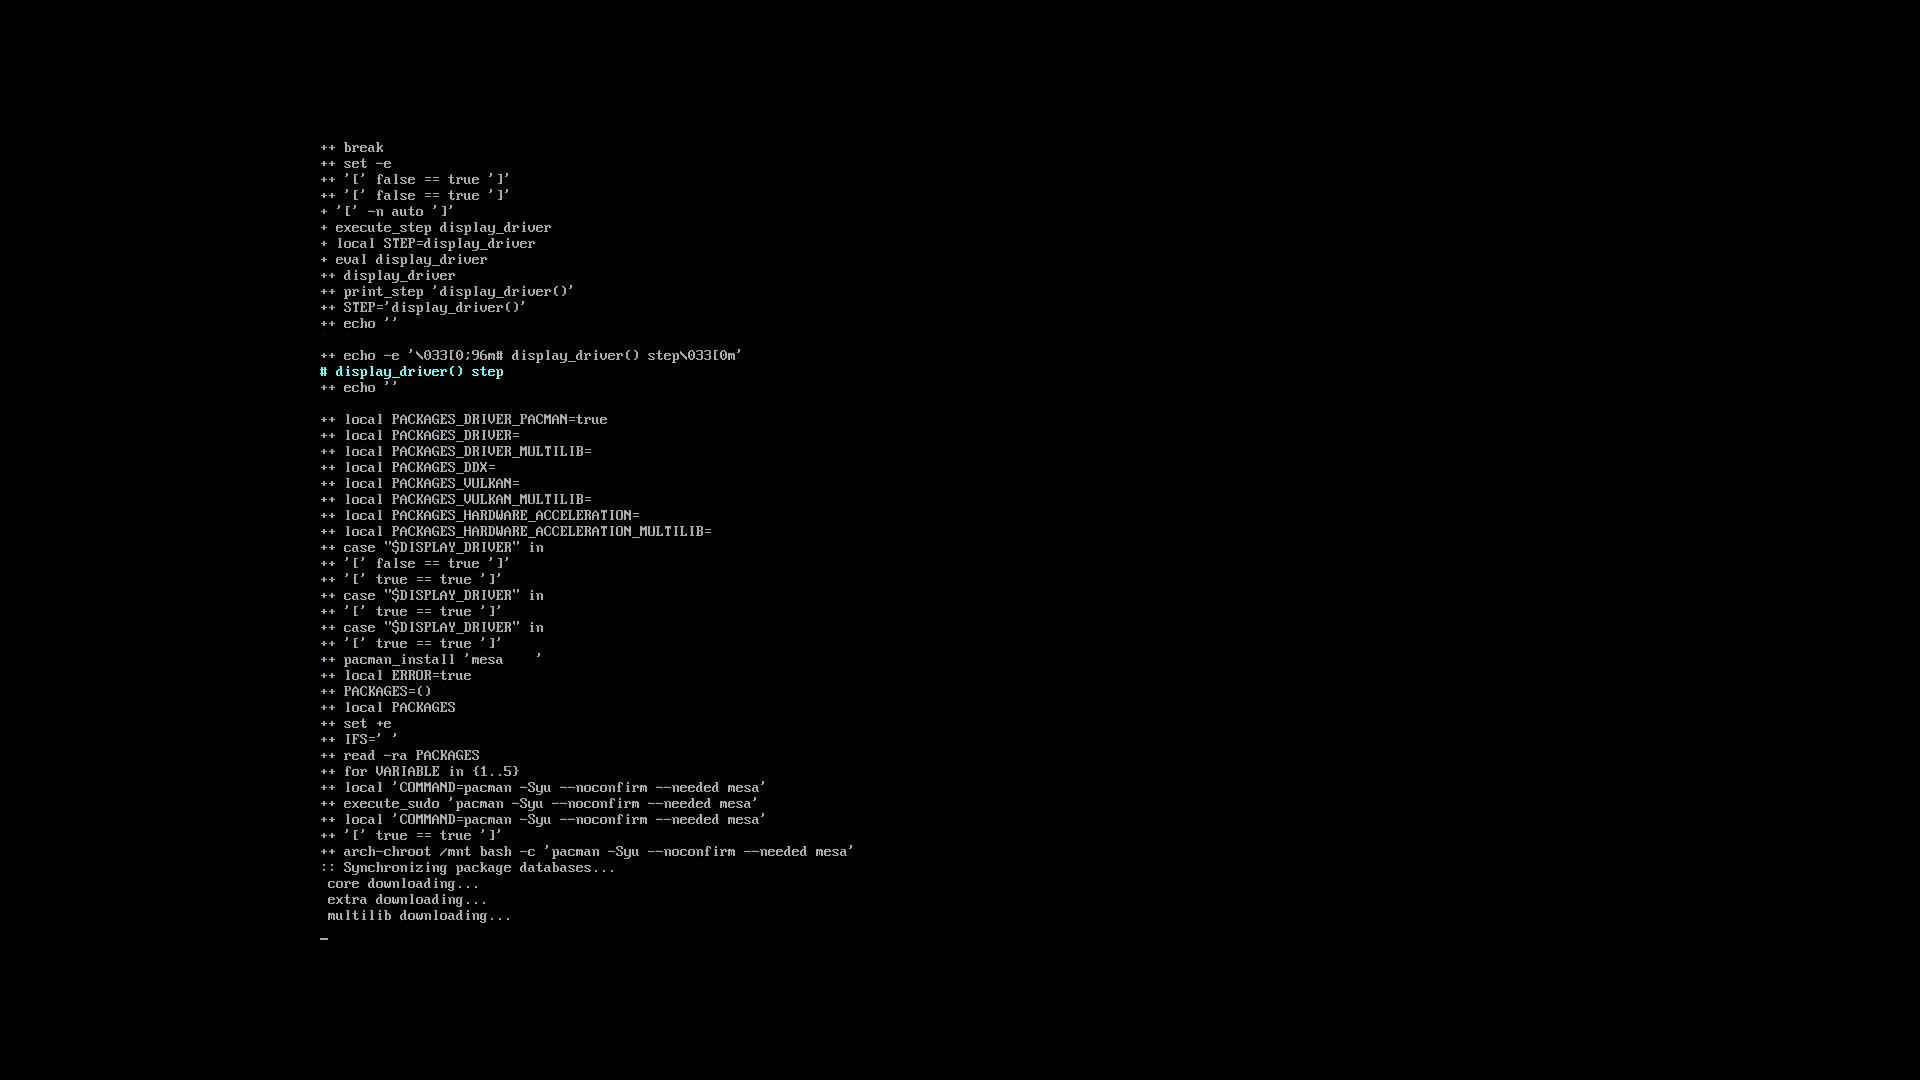 ++ break
++ set -e
++ '[' false == true ']'
++ '[' false == true ']'
+ '[' -n auto ']'
+ execute_step display_driver
+ local STEP=display_driver
+ eval display_driver
++ display_driver
++ print_step 'display_driver()'
++ STEP='display_driver()'
++ echo ''
++ echo -e '\033[0;96m# display_driver() step\033[0m'
# display_driver() step
++ echo ''
++ local PACKAGES_DRIVER_PACMAN=true
++ local PACKAGES_DRIVER=
++ local PACKAGES_DRIVER_MULTILIB=
++ local PACKAGES_DDX=
++ local PACKAGES_VULKAN=
++ local PACKAGES_VULKAN_MULTILIB=
++ local PACKAGES_HARDWARE_ACCELERATION=
++ local PACKAGES_HARDWARE_ACCELERATION_MULTILIB=
++ case "$DISPLAY_DRIVER" in
++ '[' false == true ']'
++ '[' true == true ']'
++ case "$DISPLAY_DRIVER" in
++ '[' true == true ']'
++ case "$DISPLAY_DRIVER" in
++ '[' true == true ']'
++ pacman_install 'mesa    '
++ local ERROR=true
++ PACKAGES=()
++ local PACKAGES
++ set +e
++ IFS=' '
++ read -ra PACKAGES
++ for VARIABLE in {1..5}
++ local 'COMMAND=pacman -Syu --noconfirm --needed mesa'
++ execute_sudo 'pacman -Syu --noconfirm --needed mesa'
++ local 'COMMAND=pacman -Syu --noconfirm --needed mesa'
++ '[' true == true ']'
++ arch-chroot /mnt bash -c 'pacman -Syu --noconfirm --needed mesa'
:: Synchronizing package databases...
 core downloading...
 extra downloading...
 multilib downloading...
_